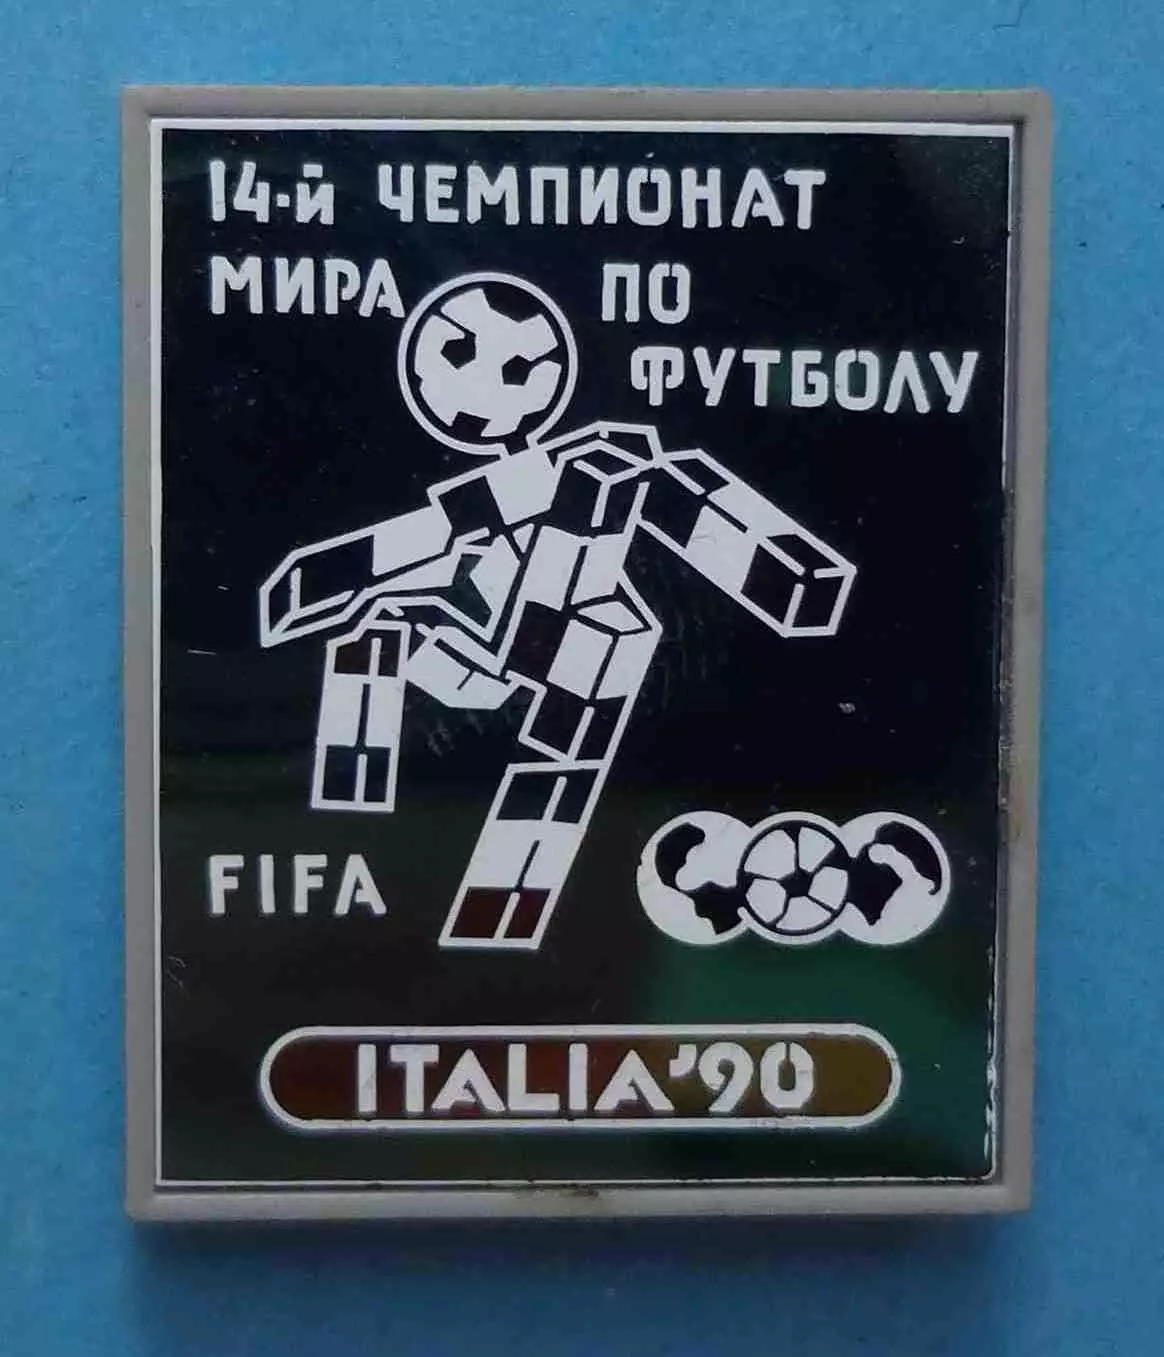 14-й ЧЕМПИОНАТ
МИРА ПО
ФУТБОЛУ
FIFA
ITALIA '90